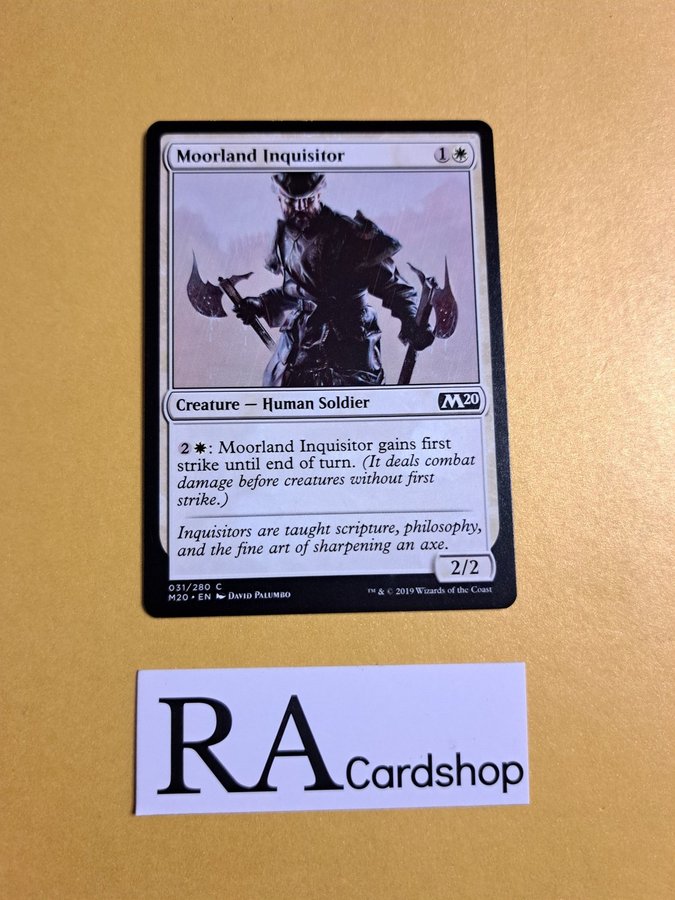 Moorland Inquisitor 1
Creature — Human Soldier M20
2 : Moorland Inquisitor gains first
strike until end of turn. (It deals combat
damage before creatures without first
strike.)
Inquisitors are taught scripture, philosophy,
and the fine art of sharpening an axe.
2/2
031/280 C
M20 • EN David Palumbo
™ & © 2019 Wizards of the Coast
RA Cardshop